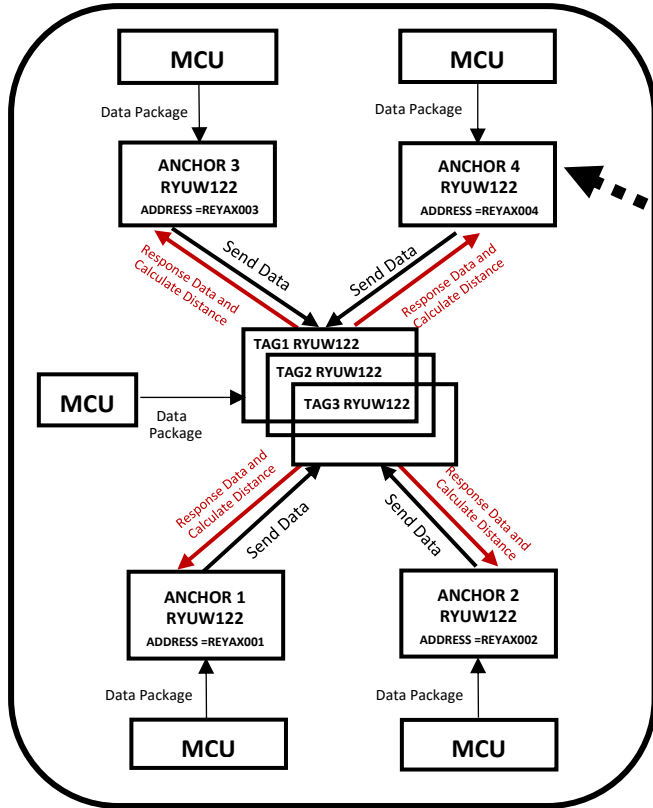 MCU
MCU
Data Package
Data Package
ANCHOR 3
RYUW122
ADDRESS =REYAX003
ANCHOR 4
RYUW122
ADDRESS =REYAX004
Response Data and
Calculate Distance
Send Data
Send Data
Response Data and
Calculate Distance
TAG1 RYUW122
TAG2 RYUW122
TAG3 RYUW122
MCU
Data
Package
Response Data and
Calculate Distance
Send Data
Send Data
Response Data and
Calculate Distance
ANCHOR 1
RYUW122
ADDRESS =REYAX001
ANCHOR 2
RYUW122
ADDRESS =REYAX002
Data Package
Data Package
MCU
MCU